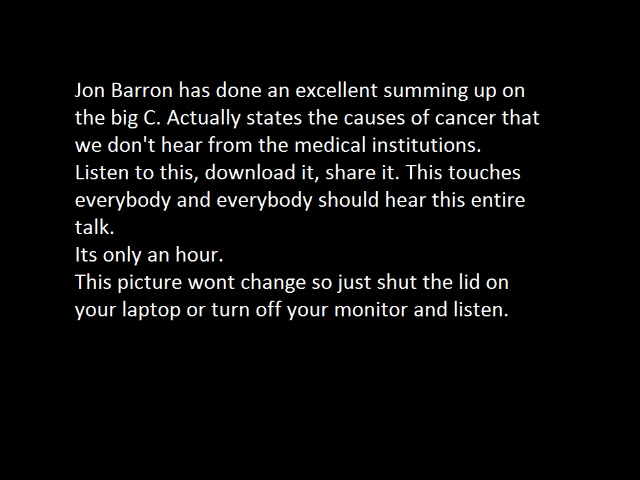 Jon Barron has done an excellent summing up on
the big C. Actually states the causes of cancer that
we don't hear from the medical institutions.
Listen to this, download it, share it. This touches
everybody and everybody should hear this entire
talk.
Its only an hour.
This picture wont change so just shut the lid on
your laptop or turn off your monitor and listen.